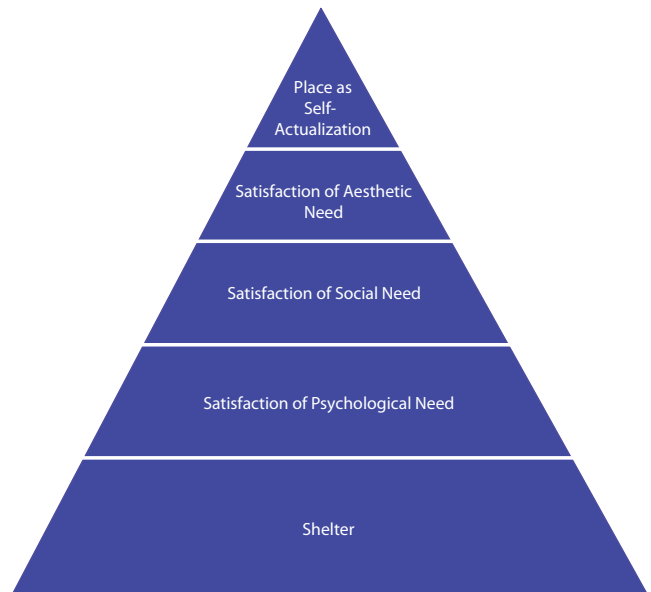 Place as
Self-
Actualization
Satisfaction of Aesthetic
Need
Satisfaction of Social Need
Satisfaction of Psychological Need
Shelter